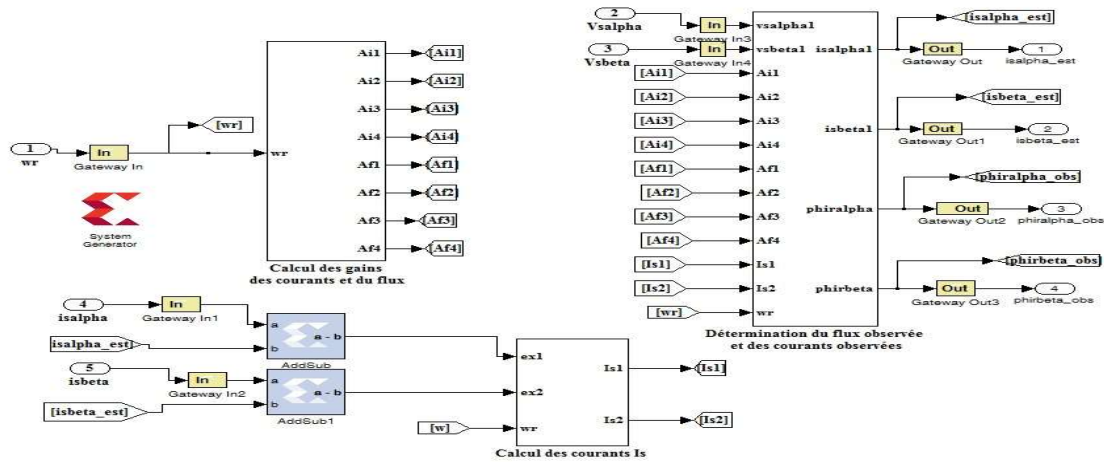 1
wr
In
Gateway In
[wr]
System
Generator
wr
Ai1
Ai2
Ai3
Ai4
Af1
Af2
Af3
Af4
[Ai1]
[Ai2]
[Ai3]
[Ai4]
[Af1]
[Af2]
[Af3]
[Af4]
Calcul des gains
des courants et du flux
2
Vsalpha
In
Gateway In3
3
Vsbeta
In
Gateway In4
[Ai1]
[Ai2]
[Ai3]
[Ai4]
[Af1]
[Af2]
[Af3]
[Af4]
[Is1]
[Is2]
[wr]
vsalpha1
vsbeta1
Ai1
Ai2
Ai3
Ai4
Af1
Af2
Af3
Af4
Is1
Is2
wr
isalpha1
isbeta1
phiralpha
phirbeta
Détermination du flux observée
et des courants observées
[isalpha_est]
Out
Gateway Out
1
isalpha_est
[isbeta_est]
Out
Gateway Out1
2
isbeta_est
[phiralpha_obs]
Out
Gateway Out2
3
phiralpha_obs
[phirbeta_obs]
Out
Gateway Out3
4
phirbeta_obs
4
isalpha
In
Gateway In1
[isalpha_est]
a
b
a - b
AddSub
5
isbeta
In
Gateway In2
[isbeta_est]
a
b
a - b
AddSub1
[w]
ex1
ex2
wr
Is1
Is2
Calcul des courants Is
[Is1]
[Is2]